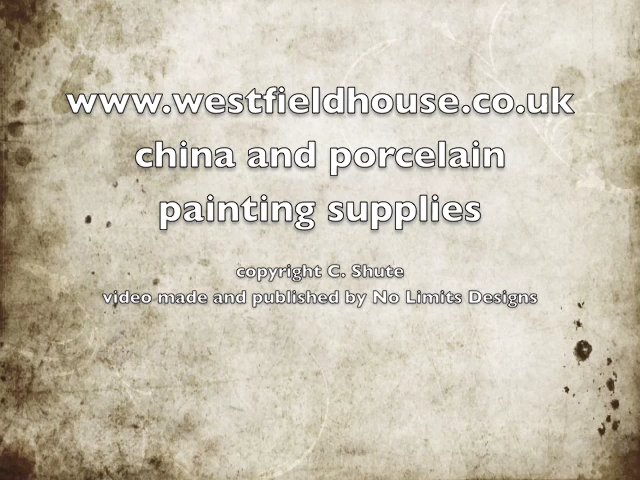 www.westfieldhouse.co.uk
china and porcelain
painting supplies
copyright C. Shute
video made and published by No Limits Designs